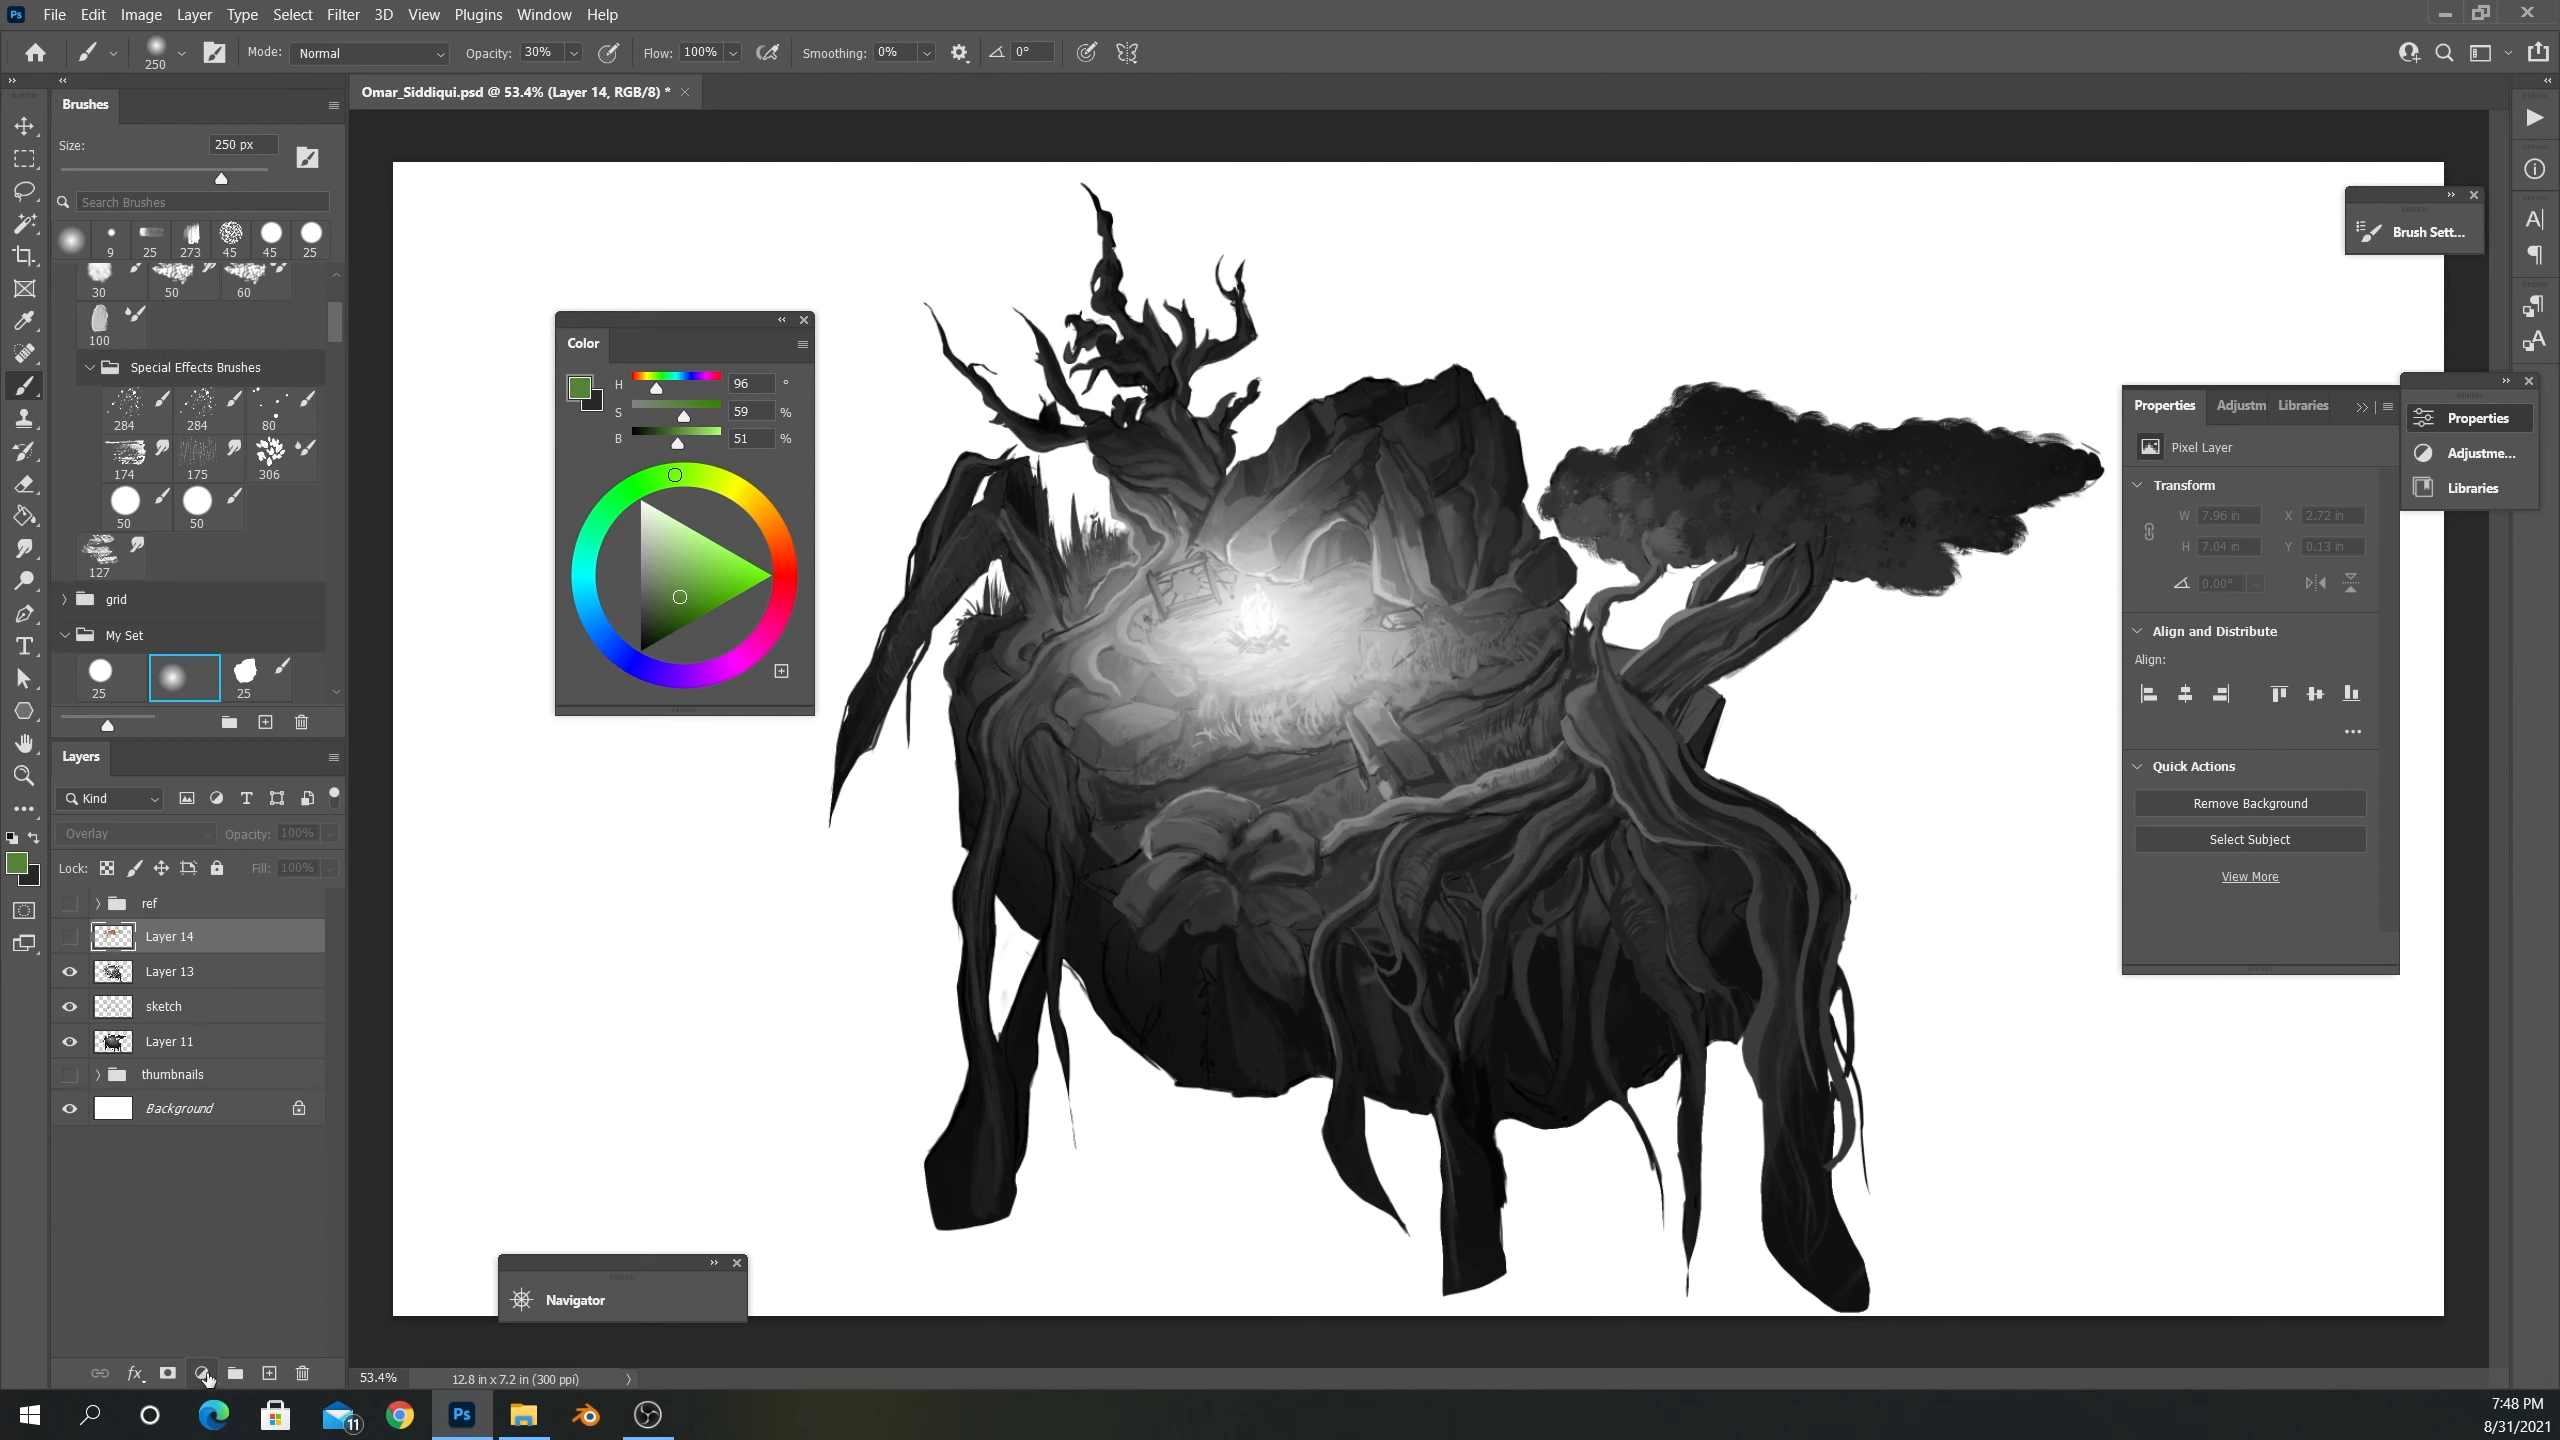 Ps File Edit Image Layer Type Select Filter 3D View Plugins Window Help
250 Mode: Normal Opacity: 30% Flow: 100% Smoothing: 0% 0°
Omar_Siddiqui.psd @ 53.4% (Layer 14, RGB/8) *
Brushes
Size: 250 px
Search Brushes
9 25 273 45 45 25
30 50 60
100
Special Effects Brushes
284 284 80
174 175 306
50 50
127
grid
My Set
25 25
Layers
Kind
Overlay Opacity: 100%
Lock: Fill: 100%
ref
Layer 14
Layer 13
sketch
Layer 11
thumbnails
Background
fx
Color
H 96 °
S 59 %
B 51 %
Navigator
53.4% 12.8 in x 7.2 in (300 ppi)
Brush Sett...
Properties Adjustm Libraries
Pixel Layer
Transform
W 7.96 in X 2.72 in
H 7.04 in Y 0.13 in
0.00°
Align and Distribute
Align:
Quick Actions
Remove Background
Select Subject
View More
Properties
Adjustme...
Libraries
11
Ps
7:48 PM
8/31/2021